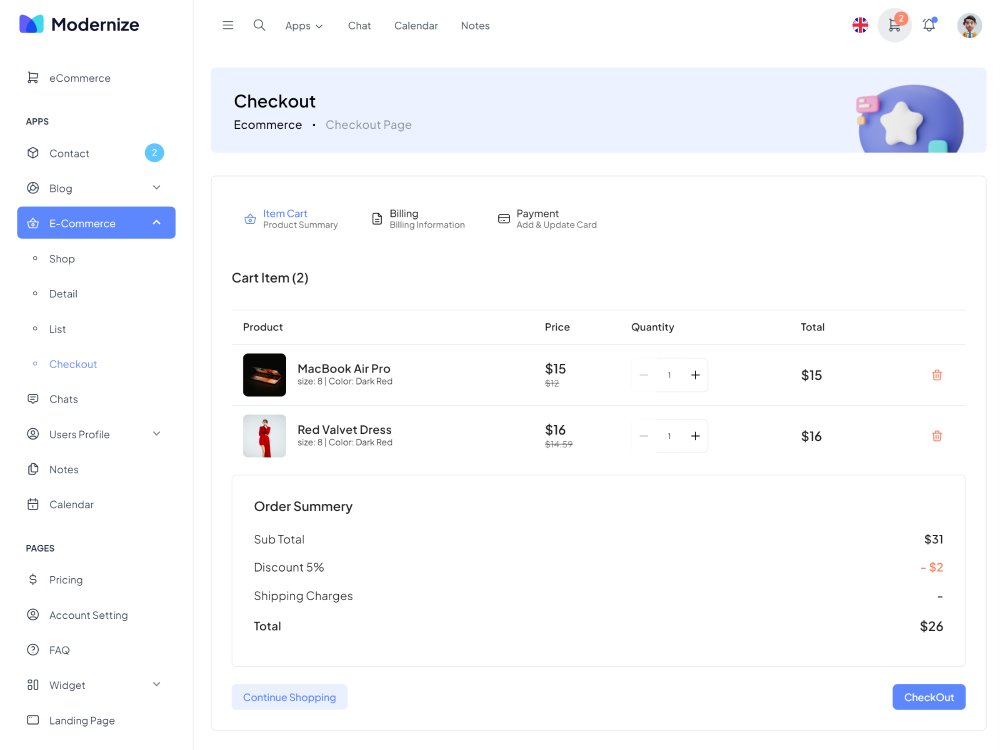 Modernize
Apps Chat Calendar Notes
2
eCommerce
APPS
Contact 2
Blog
E-Commerce
Shop
Detail
List
Checkout
Chats
Users Profile
Notes
Calendar
PAGES
Pricing
Account Setting
FAQ
Widget
Landing Page
Checkout
Ecommerce • Checkout Page
Item Cart
Product Summary
Billing
Billing Information
Payment
Add & Update Card
Cart Item (2)
Product Price Quantity Total
MacBook Air Pro
size: 8 | Color: Dark Red
$15
$12
1
$15
Red Valvet Dress
size: 8 | Color: Dark Red
$16
$14.59
1
$16
Order Summery
Sub Total $31
Discount 5% - $2
Shipping Charges -
Total $26
Continue Shopping CheckOut